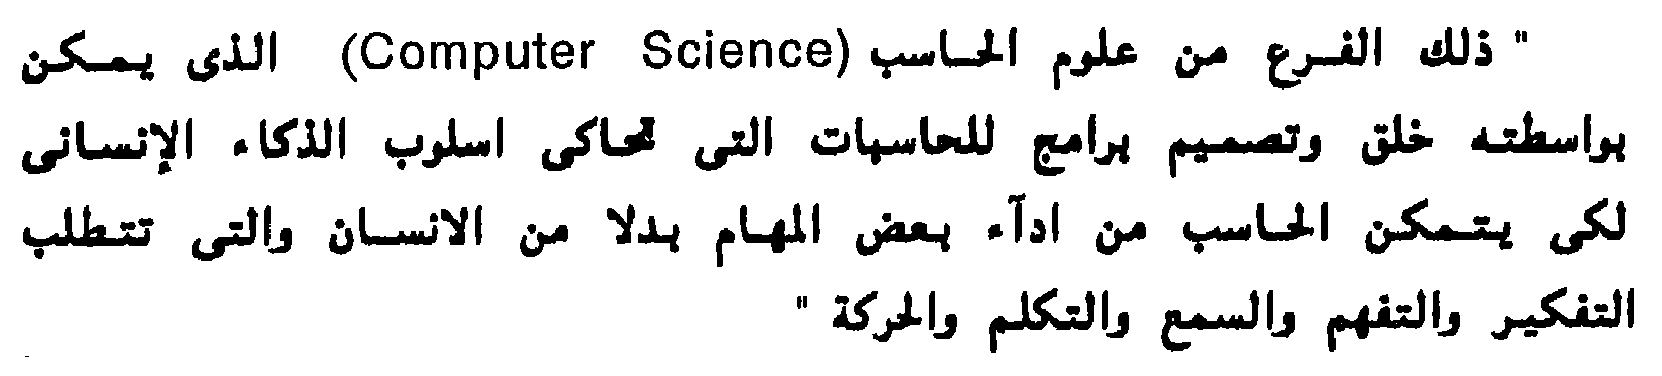 " ذلك الفرع من علوم الحاسب (Computer Science) الذى يمكن
بواسطته خلق وتصميم برامج للحاسبات التى تحاكى اسلوب الذكاء الإنسانى
لكى يتمكن الحاسب من ادآء بعض المهام بدلا من الانسان والتى تتطلب
التفكير والتفهم والسمع والتكلم والحركة "